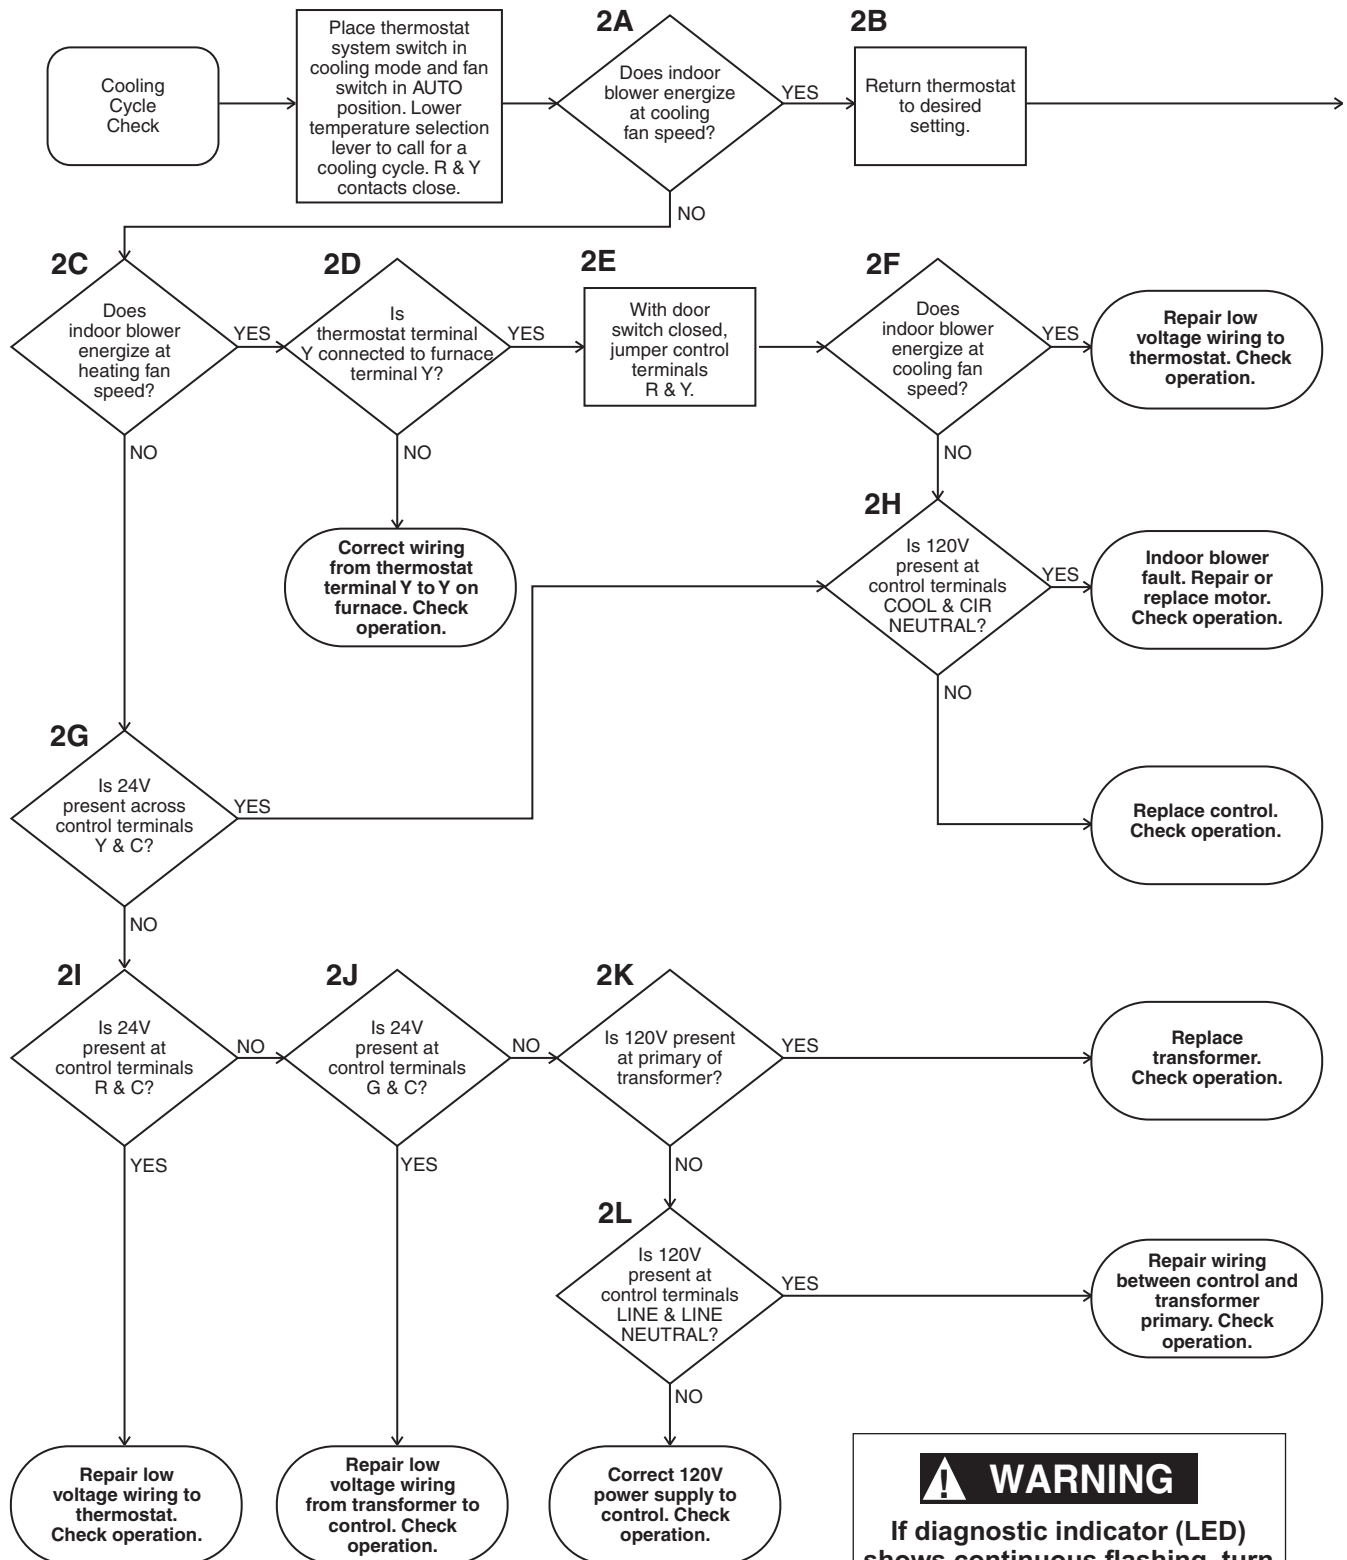 Cooling
Cycle
Check
Place thermostat
system switch in
cooling mode and fan
switch in AUTO
position. Lower
temperature selection
lever to call for a
cooling cycle. R & Y
contacts close.
2A
Does indoor
blower energize
at cooling
fan speed?
YES
NO
2B
Return thermostat
to desired
setting.
2C
Does
indoor blower
energize at
heating fan
speed?
YES
NO
2D
Is
thermostat terminal
Y connected to furnace
terminal Y?
YES
NO
2E
With door
switch closed,
jumper control
terminals
R & Y.
2F
Does
indoor blower
energize at
cooling fan
speed?
YES
NO
Repair low
voltage wiring to
thermostat. Check
operation.
Correct wiring
from thermostat
terminal Y to Y on
furnace. Check
operation.
2H
Is 120V
present at
control terminals
COOL & CIR
NEUTRAL?
YES
NO
Indoor blower
fault. Repair or
replace motor.
Check operation.
2G
Is 24V
present across
control terminals
Y & C?
YES
NO
Replace control.
Check operation.
2I
Is 24V
present at
control terminals
R & C?
NO
YES
2J
Is 24V
present at
control terminals
G & C?
NO
YES
2K
Is 120V present
at primary of
transformer?
YES
NO
Replace
transformer.
Check operation.
2L
Is 120V
present at
control terminals
LINE & LINE
NEUTRAL?
YES
NO
Repair wiring
between control and
transformer
primary. Check
operation.
Repair low
voltage wiring to
thermostat.
Check operation.
Repair low
voltage wiring
from transformer to
control. Check
operation.
Correct 120V
power supply to
control. Check
operation.
WARNING
If diagnostic indicator (LED)
shows continuous flashing, turn